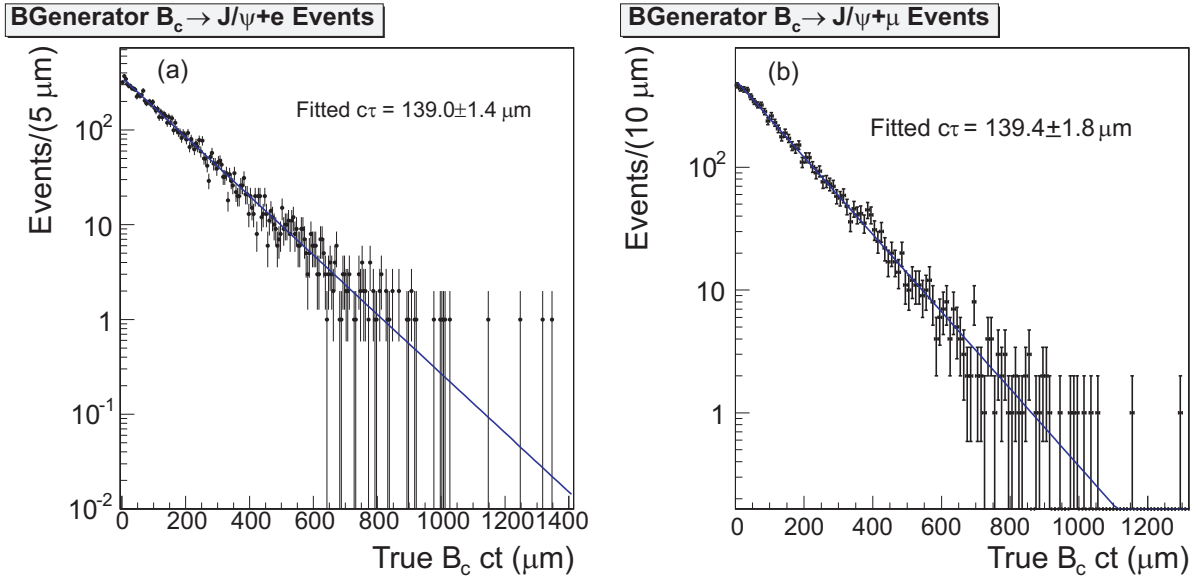 BGenerator B_c → J/ψ+e Events
(a)
Fitted cτ = 139.0±1.4 μm
Events/(5 μm)
10^2
10
1
10^-1
10^-2
0 200 400 600 800 1000 1200 1400
True B_c ct (μm)
BGenerator B_c → J/ψ+μ Events
(b)
Fitted cτ = 139.4±1.8 μm
Events/(10 μm)
10^2
10
1
0 200 400 600 800 1000 1200
True B_c ct (μm)